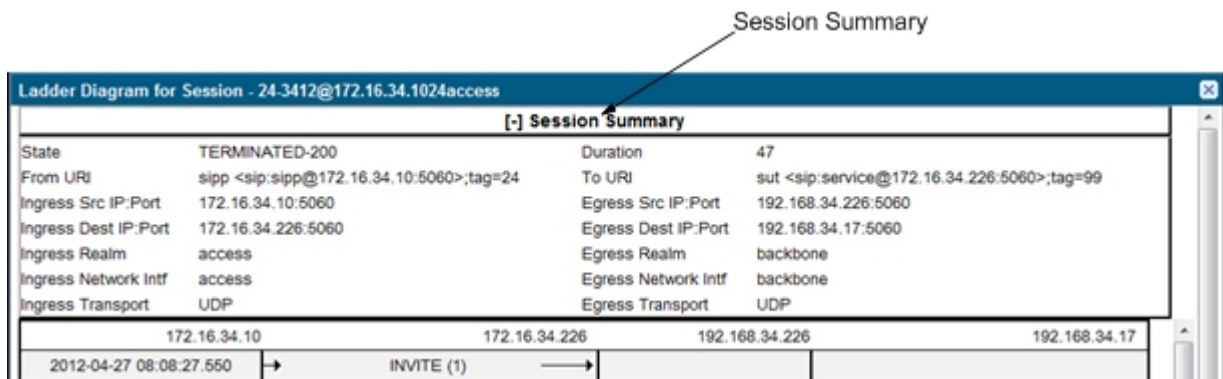 Session Summary
Ladder Diagram for Session - 24-3412@172.16.34.1024access
[-] Session Summary
State TERMINATED-200 Duration 47
From URI sipp <sip:sipp@172.16.34.10:5060>;tag=24 To URI sut <sip:service@172.16.34.226:5060>;tag=99
Ingress Src IP:Port 172.16.34.10:5060 Egress Src IP:Port 192.168.34.226:5060
Ingress Dest IP:Port 172.16.34.226:5060 Egress Dest IP:Port 192.168.34.17:5060
Ingress Realm access Egress Realm backbone
Ingress Network Intf access Egress Network Intf backbone
Ingress Transport UDP Egress Transport UDP
172.16.34.10 172.16.34.226 192.168.34.226 192.168.34.17
2012-04-27 08:08:27.550 INVITE (1)